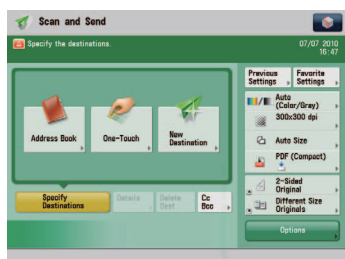 Scan and Send
Specify the destinations.
07/07 2010
16:47
Previous
Settings
Favorite
Settings
Address Book
One-Touch
New
Destination
Auto
(Color/Gray)
300x300 dpi
Auto Size
PDF (Compact)
2-Sided
Original
Different Size
Originals
Specify
Destinations
Details
Delete
Dest
Cc
Bcc
Options